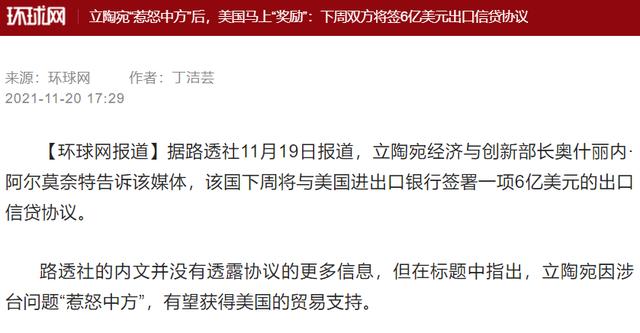 环球网 立陶宛“惹怒中方”后，美国马上“奖励”：下周双方将签6亿美元出口信贷协议
来源：环球网 作者：丁洁芸
2021-11-20 17:29
【环球网报道】据路透社11月19日报道，立陶宛经济与创新部长奥什丽内·
阿尔莫奈特告诉该媒体，该国下周将与美国进出口银行签署一项6亿美元的出口
信贷协议。
路透社的内文并没有透露协议的更多信息，但在标题中指出，立陶宛因涉
台问题“惹怒中方”，有望获得美国的贸易支持。